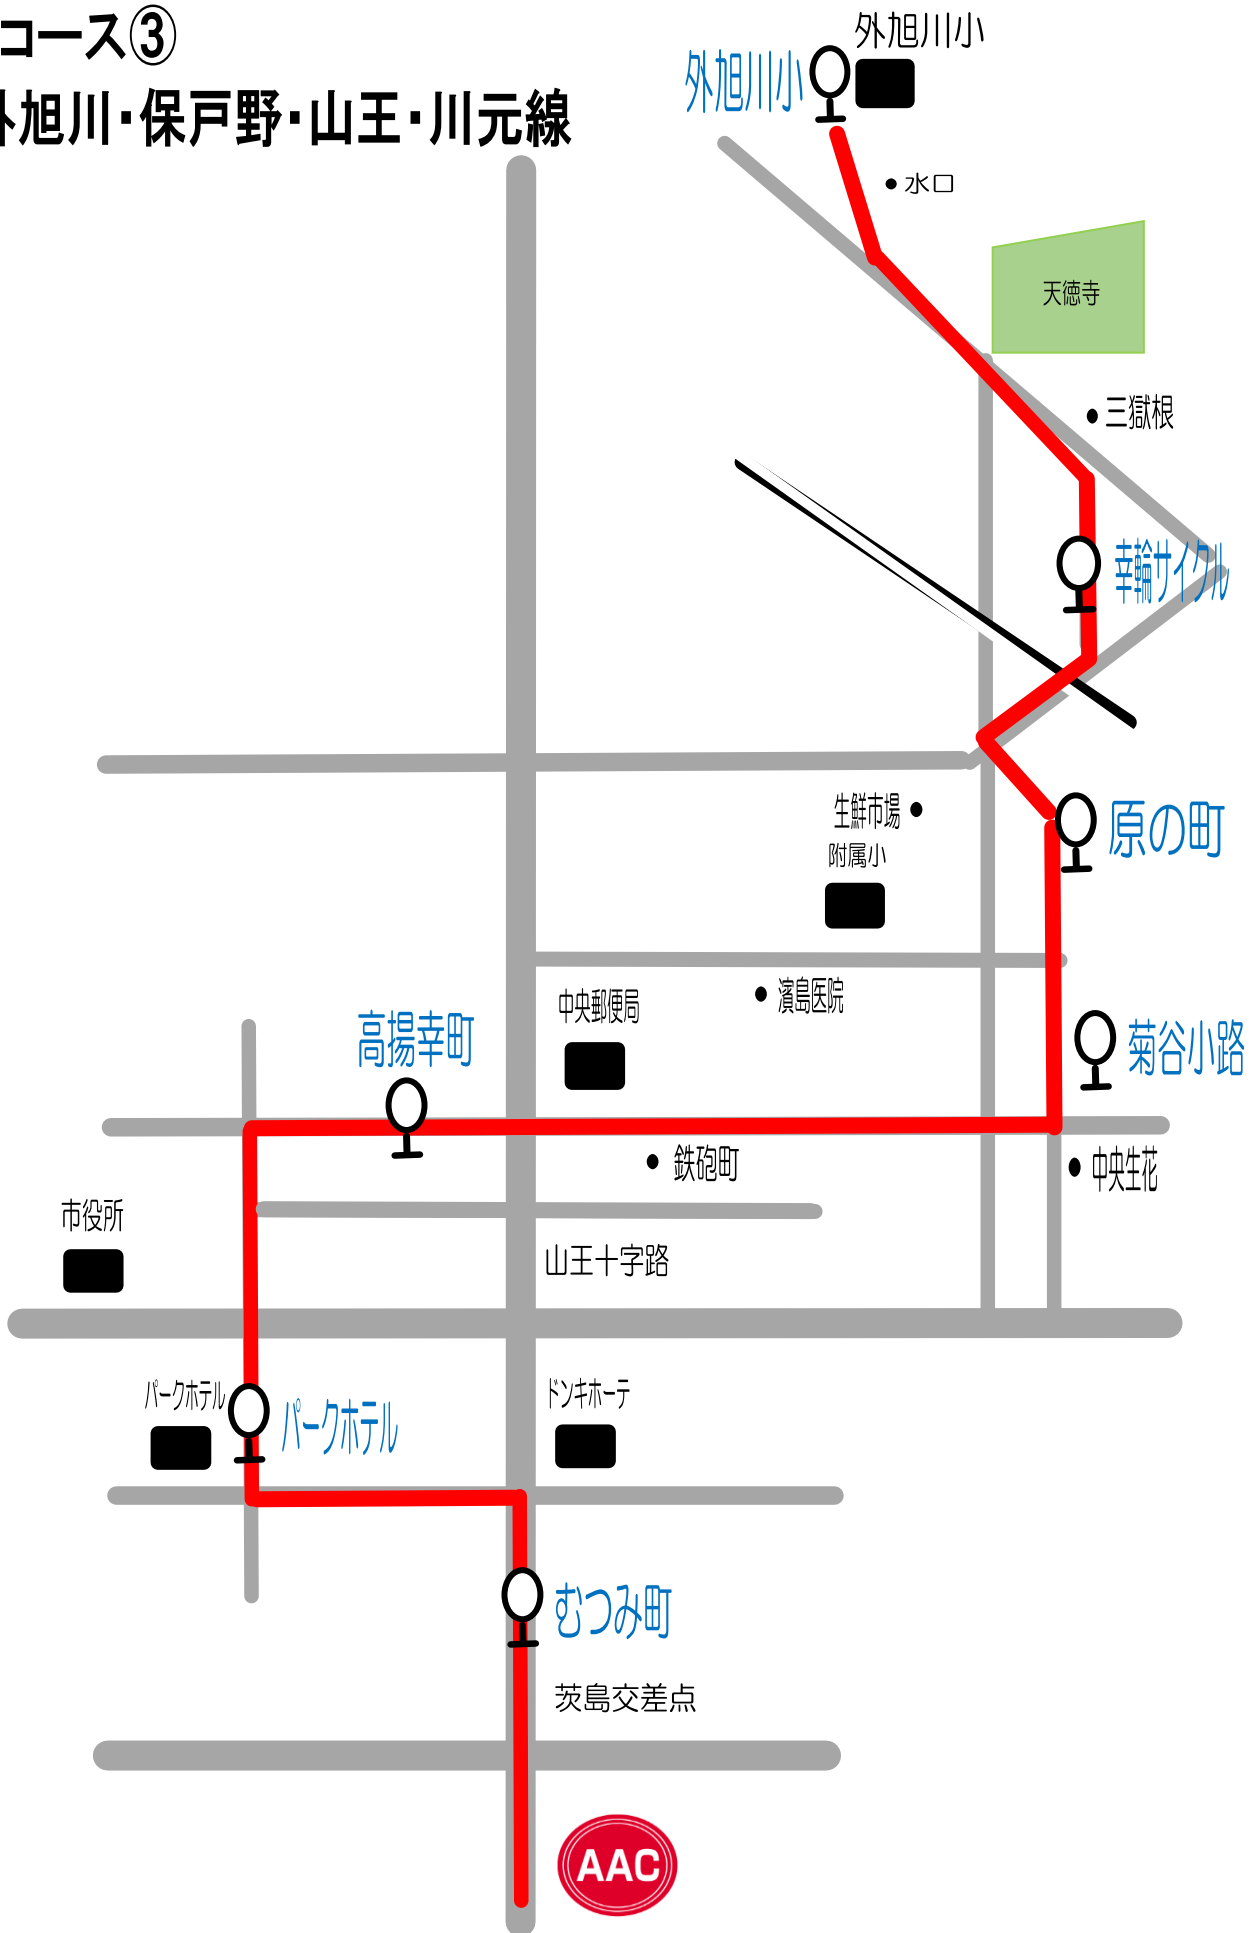 コース③
外旭川・保戸野・山王・川元線
外旭川小
外旭川小
水口
天徳寺
三嶽根
幸輪サイクル
生鮮市場
附属小
原の町
濱島医院
中央郵便局
高揚幸町
菊谷小路
鉄砲町
中央生花
市役所
山王十字路
パークホテル
パークホテル
ドンキホーテ
むつみ町
茨島交差点
AAC